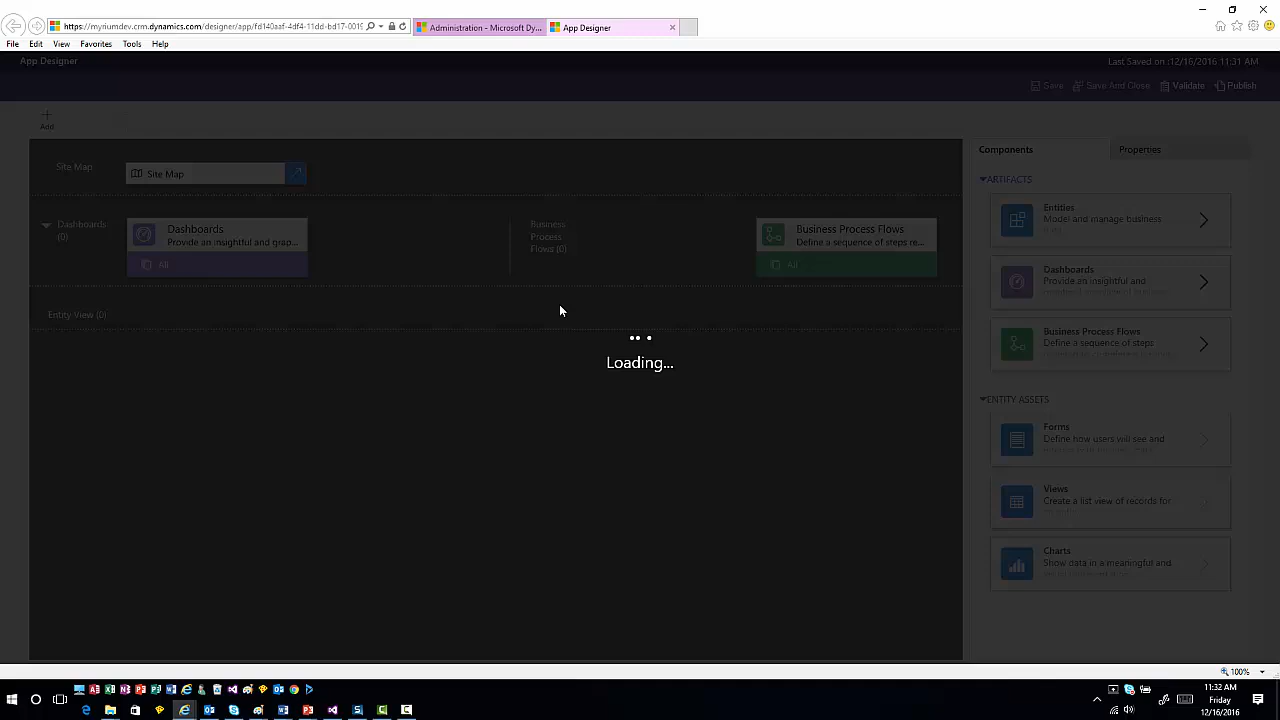 https://myriumdev.crm.dynamics.com/designer/app/fd140aaf-4df4-11dd-bd17-0019
Administration - Microsoft Dy...
App Designer
File Edit View Favorites Tools Help
App Designer
Last Saved on :12/16/2016 11:31 AM
Save
Save And Close
Validate
Publish
Add
Site Map
Site Map
Components
Properties
ARTIFACTS
Dashboards
(0)
Dashboards
Provide an insightful and grap...
All
Business
Process
Flows (0)
Business Process Flows
Define a sequence of steps re...
All
Entity View (0)
Loading...
Entities
Model and manage business
Dashboards
Provide an insightful and
Business Process Flows
Define a sequence of steps
ENTITY ASSETS
Forms
Define how users will see and
Views
Create a list view of records for
Charts
Show data in a meaningful and
100%
11:32 AM
Friday
12/16/2016